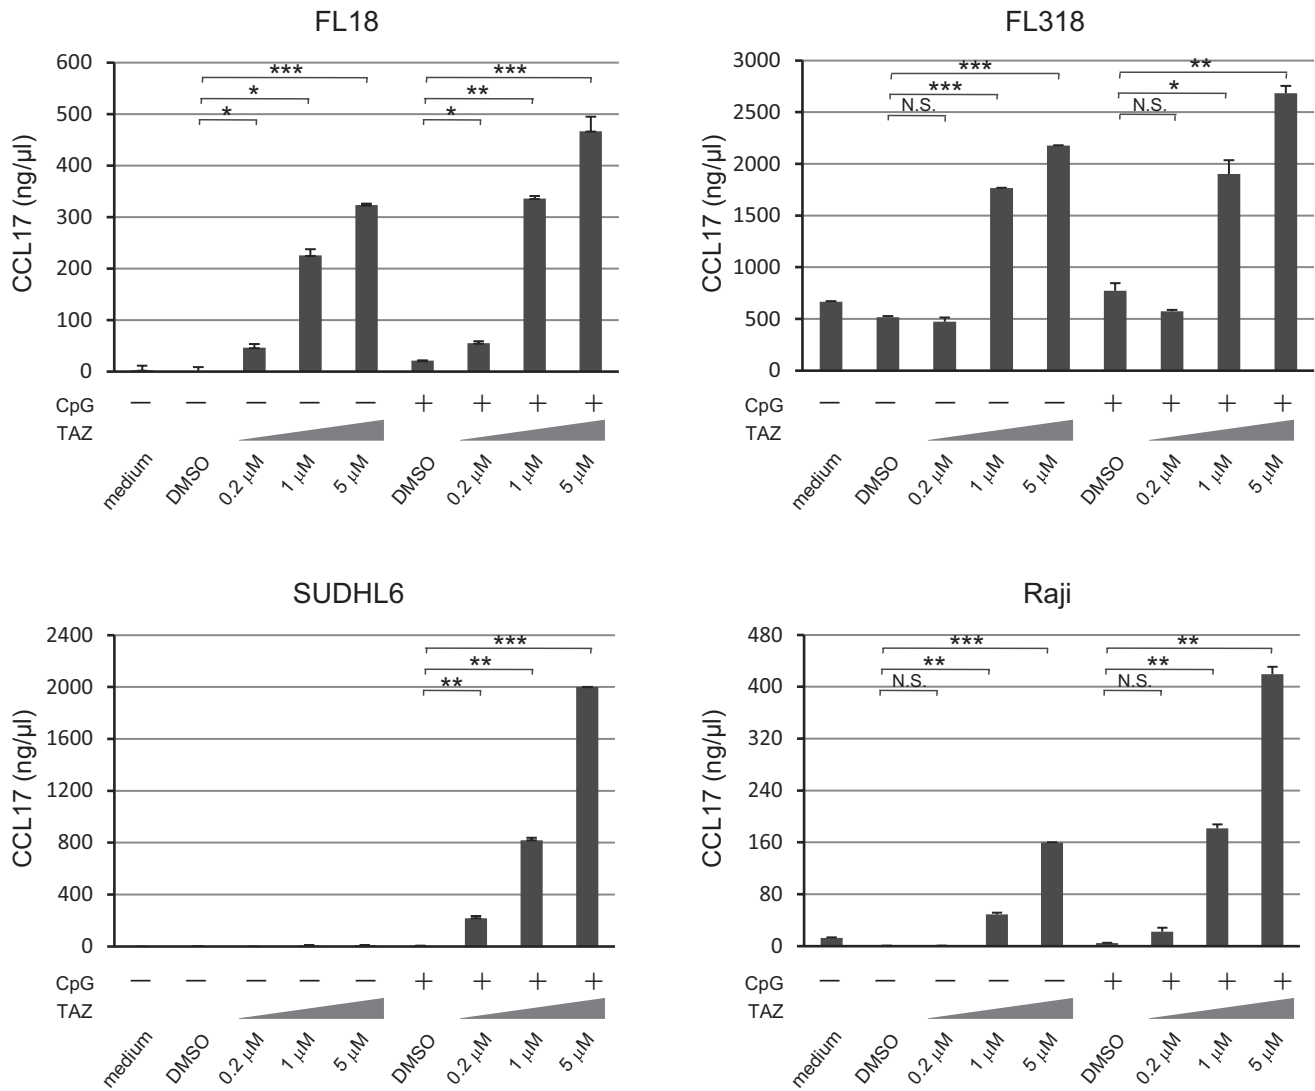 FL18
CCL17 (ng/μl)
600
500
400
300
200
100
0
***
*
*
***
**
*
CpG — — — — — + + + +
TAZ
medium DMSO 0.2 μM 1 μM 5 μM DMSO 0.2 μM 1 μM 5 μM
FL318
CCL17 (ng/μl)
3000
2500
2000
1500
1000
500
0
***
***
N.S.
**
*
N.S.
CpG — — — — — + + + +
TAZ
medium DMSO 0.2 μM 1 μM 5 μM DMSO 0.2 μM 1 μM 5 μM
SUDHL6
CCL17 (ng/μl)
2400
2000
1600
1200
800
400
0
***
**
**
CpG — — — — — + + + +
TAZ
medium DMSO 0.2 μM 1 μM 5 μM DMSO 0.2 μM 1 μM 5 μM
Raji
CCL17 (ng/μl)
480
400
320
240
160
80
0
***
**
N.S.
**
**
N.S.
CpG — — — — — + + + +
TAZ
medium DMSO 0.2 μM 1 μM 5 μM DMSO 0.2 μM 1 μM 5 μM